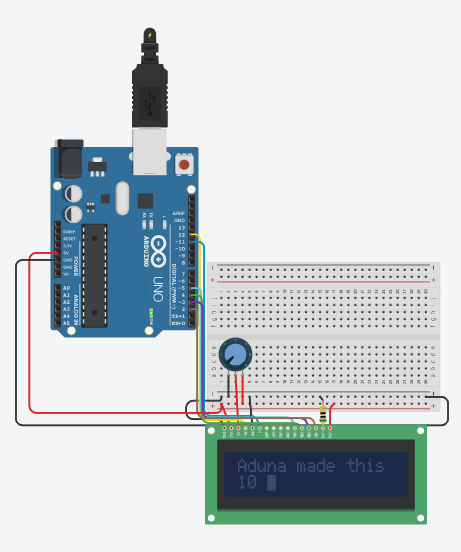 AREF
GND
13
12
~11
~10
~9
8
7
~6
~5
4
~3
2
TX→1
RX←0
DIGITAL (PWM~)
TX
RX
L
ON
ARDUINO
UNO
IOREF
RESET
3.3V
5V
GND
GND
Vin
POWER
A0
A1
A2
A3
A4
A5
ANALOG IN
Aduna made this
10